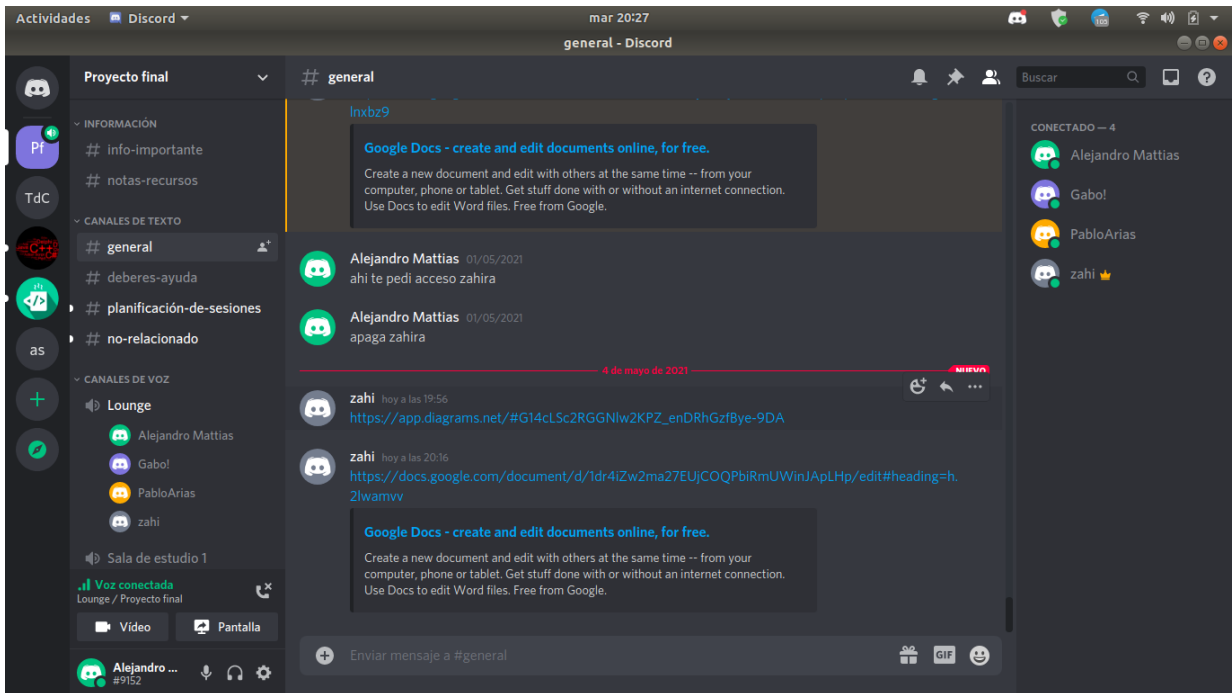 Actividades Discord mar 20:27
general - Discord
Proyecto final
INFORMACIÓN
# info-importante
# notas-recursos
CANALES DE TEXTO
# general
# deberes-ayuda
# planificación-de-sesiones
# no-relacionado
CANALES DE VOZ
Lounge
Alejandro Mattias
Gabo!
PabloArias
zahi
Sala de estudio 1
Voz conectada
Lounge / Proyecto final
Vídeo Pantalla
Alejandro ...
#9152
Pf
TdC
as
# general
Buscar
lnxbz9
Google Docs - create and edit documents online, for free.
Create a new document and edit with others at the same time -- from your
computer, phone or tablet. Get stuff done with or without an internet connection.
Use Docs to edit Word files. Free from Google.
Alejandro Mattias 01/05/2021
ahi te pedi acceso zahira
Alejandro Mattias 01/05/2021
apaga zahira
4 de mayo de 2021 NUEVO
zahi hoy a las 19:56
https://app.diagrams.net/#G14cLSc2RGGNlw2KPZ_enDRhGzfBye-9DA
zahi hoy a las 20:16
https://docs.google.com/document/d/1dr4iZw2ma27EUjCOQPbiRmUWinJApLHp/edit#heading=h.
2lwamvv
Google Docs - create and edit documents online, for free.
Create a new document and edit with others at the same time -- from your
computer, phone or tablet. Get stuff done with or without an internet connection.
Use Docs to edit Word files. Free from Google.
Enviar mensaje a #general
GIF
CONECTADO — 4
Alejandro Mattias
Gabo!
PabloArias
zahi